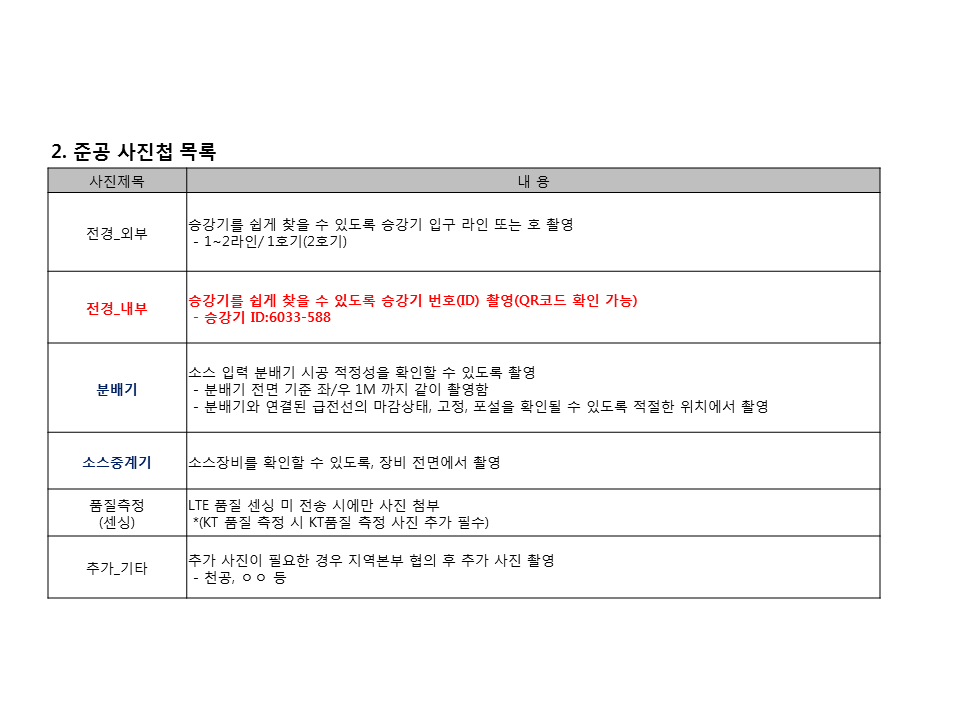 2. 준공 사진첩 목록
사진제목
내 용
전경_외부
승강기를 쉽게 찾을 수 있도록 승강기 입구 라인 또는 호 촬영
- 1~2라인/ 1호기(2호기)
전경_내부
승강기를 쉽게 찾을 수 있도록 승강기 번호(ID) 촬영(QR코드 확인 가능)
- 승강기 ID:6033-588
분배기
소스 입력 분배기 시공 적정성을 확인할 수 있도록 촬영
- 분배기 전면 기준 좌/우 1M 까지 같이 촬영함
- 분배기와 연결된 급전선의 마감상태, 고정, 포설을 확인될 수 있도록 적절한 위치에서 촬영
소스중계기
소스장비를 확인할 수 있도록, 장비 전면에서 촬영
품질측정
(센싱)
LTE 품질 센싱 미 전송 시에만 사진 첨부
*(KT 품질 측정 시 KT품질 측정 사진 추가 필수)
추가_기타
추가 사진이 필요한 경우 지역본부 협의 후 추가 사진 촬영
- 천공, ㅇㅇ 등